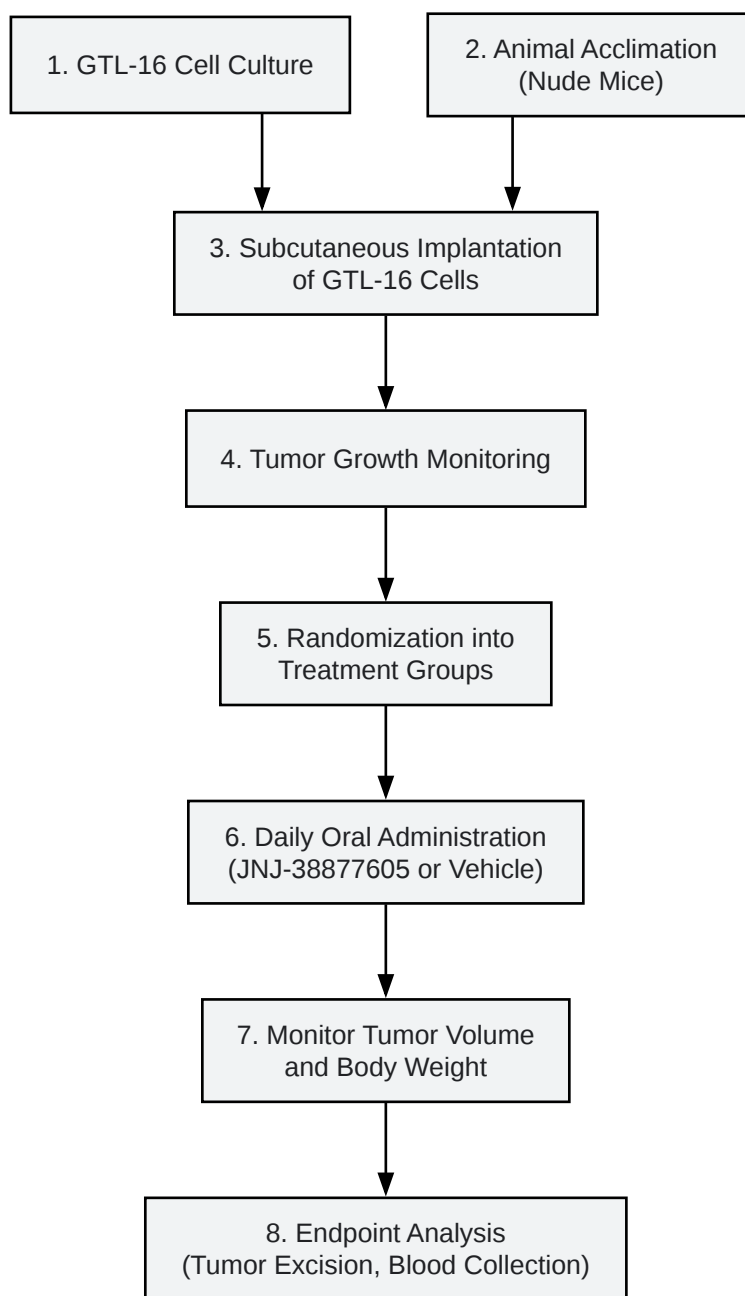 1. GTL-16 Cell Culture
2. Animal Acclimation
(Nude Mice)
3. Subcutaneous Implantation
of GTL-16 Cells
4. Tumor Growth Monitoring
5. Randomization into
Treatment Groups
6. Daily Oral Administration
(JNJ-38877605 or Vehicle)
7. Monitor Tumor Volume
and Body Weight
8. Endpoint Analysis
(Tumor Excision, Blood Collection)